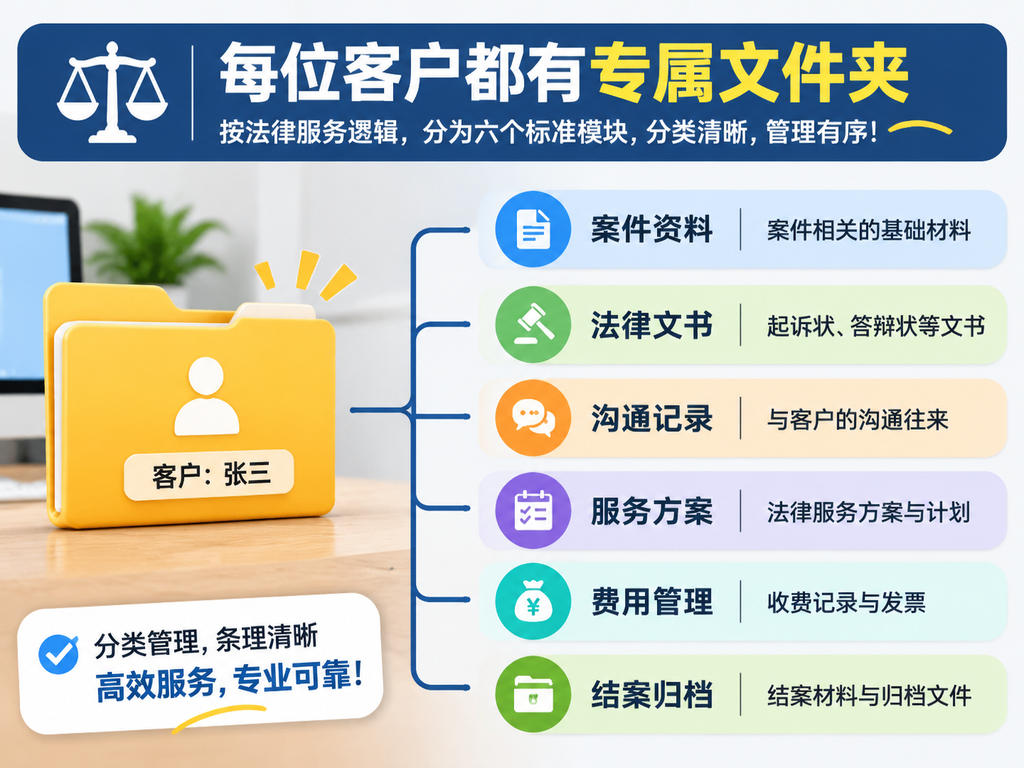 每位客户都有专属文件夹
按法律服务逻辑，分为六个标准模块，分类清晰，管理有序！
案件资料 案件相关的基础材料
法律文书 起诉状、答辩状等文书
沟通记录 与客户的沟通往来
客户：张三
服务方案 法律服务方案与计划
¥
费用管理 收费记录与发票
分类管理，条理清晰
高效服务，专业可靠！
结案归档 结案材料与归档文件